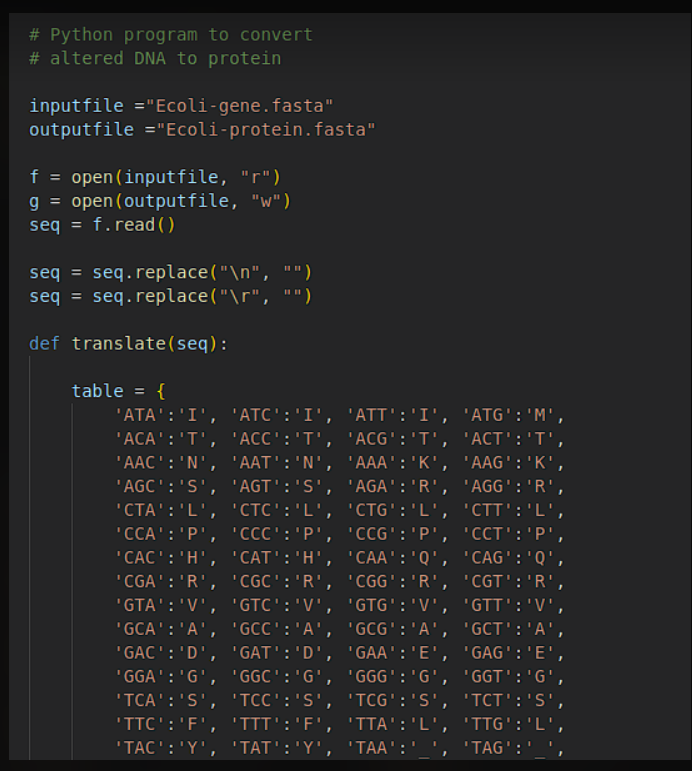 # Python program to convert
# altered DNA to protein
inputfile ="Ecoli-gene.fasta"
outputfile ="Ecoli-protein.fasta"
f = open(inputfile, "r")
g = open(outputfile, "w")
seq = f.read()
seq = seq.replace("\n", "")
seq = seq.replace("\r", "")
def translate(seq):
table = {
'ATA':'I', 'ATC':'I', 'ATT':'I', 'ATG':'M',
'ACA':'T', 'ACC':'T', 'ACG':'T', 'ACT':'T',
'AAC':'N', 'AAT':'N', 'AAA':'K', 'AAG':'K',
'AGC':'S', 'AGT':'S', 'AGA':'R', 'AGG':'R',
'CTA':'L', 'CTC':'L', 'CTG':'L', 'CTT':'L',
'CCA':'P', 'CCC':'P', 'CCG':'P', 'CCT':'P',
'CAC':'H', 'CAT':'H', 'CAA':'Q', 'CAG':'Q',
'CGA':'R', 'CGC':'R', 'CGG':'R', 'CGT':'R',
'GTA':'V', 'GTC':'V', 'GTG':'V', 'GTT':'V',
'GCA':'A', 'GCC':'A', 'GCG':'A', 'GCT':'A',
'GAC':'D', 'GAT':'D', 'GAA':'E', 'GAG':'E',
'GGA':'G', 'GGC':'G', 'GGG':'G', 'GGT':'G',
'TCA':'S', 'TCC':'S', 'TCG':'S', 'TCT':'S',
'TTC':'F', 'TTT':'F', 'TTA':'L', 'TTG':'L',
'TAC':'Y', 'TAT':'Y', 'TAA':'_', 'TAG':'_',